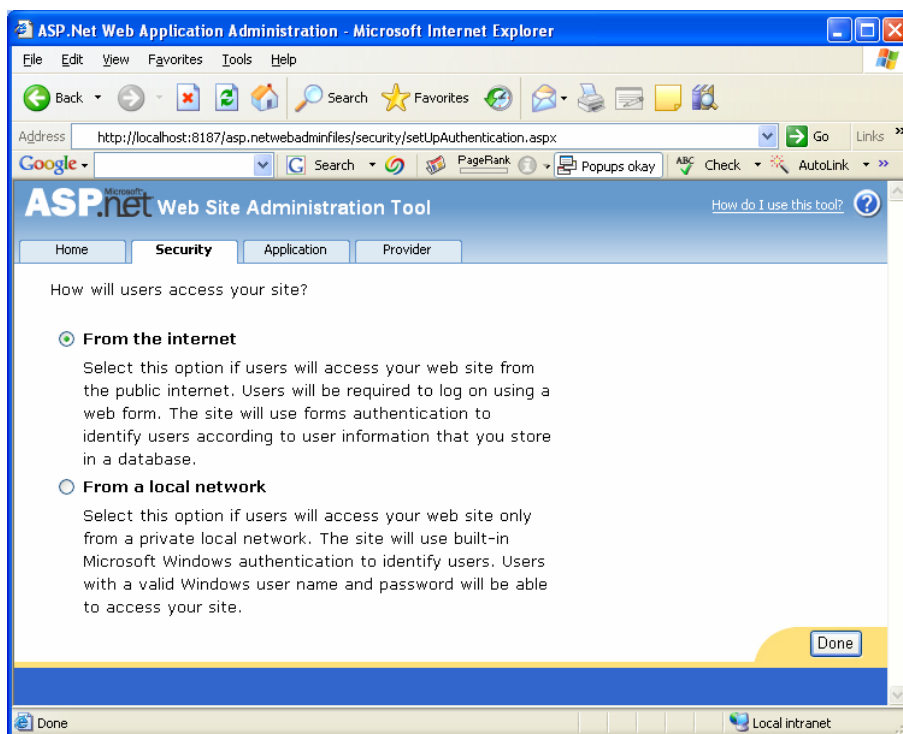 ASP.Net Web Application Administration - Microsoft Internet Explorer
File Edit View Favorites Tools Help
Back Search Favorites
Address http://localhost:8187/asp.netwebadminfiles/security/setUpAuthentication.aspx Go Links »
Google G Search PageRank Popups okay ABC Check AutoLink »
Microsoft
ASP.net Web Site Administration Tool How do I use this tool? ?
Home Security Application Provider
How will users access your site?
From the internet
Select this option if users will access your web site from
the public internet. Users will be required to log on using a
web form. The site will use forms authentication to
identify users according to user information that you store
in a database.
From a local network
Select this option if users will access your web site only
from a private local network. The site will use built-in
Microsoft Windows authentication to identify users. Users
with a valid Windows user name and password will be able
to access your site.
Done
Done Local intranet